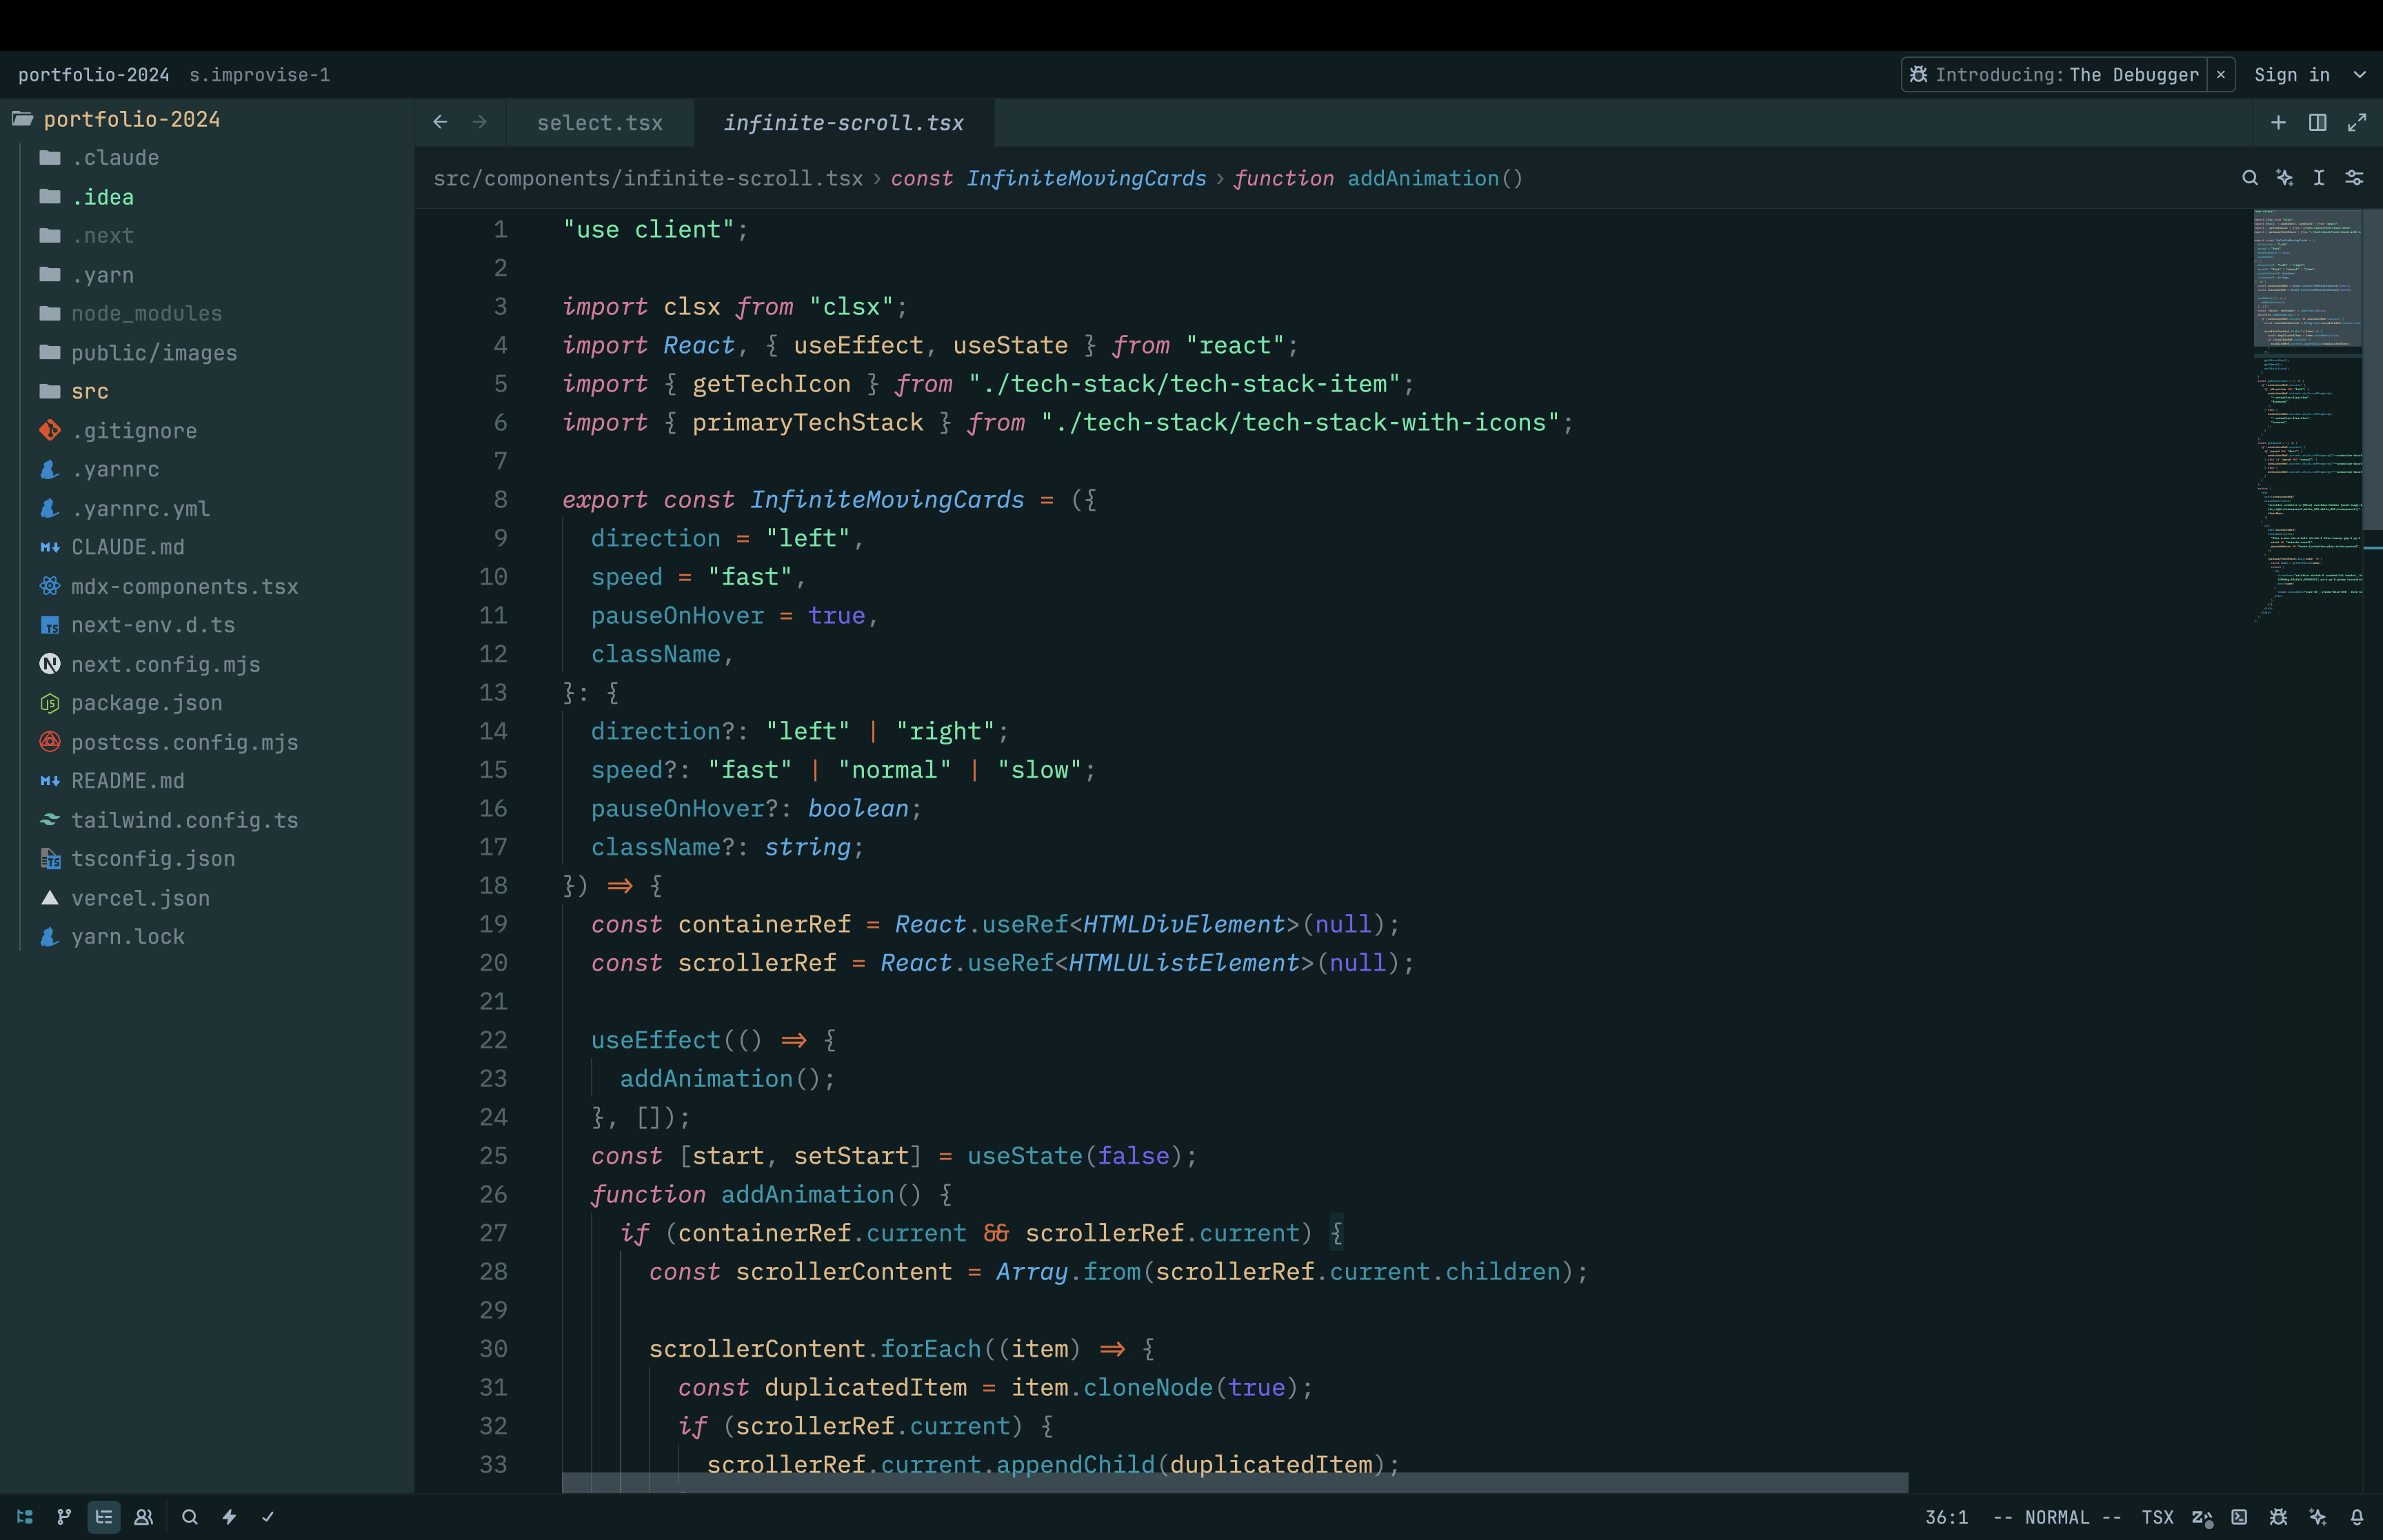 portfolio-2024 s.improvise-1
Introducing: The Debugger × Sign in
portfolio-2024
.claude
.idea
.next
.yarn
node_modules
public/images
src
.gitignore
.yarnrc
.yarnrc.yml
CLAUDE.md
mdx-components.tsx
next-env.d.ts
next.config.mjs
package.json
postcss.config.mjs
README.md
tailwind.config.ts
tsconfig.json
vercel.json
yarn.lock
select.tsx infinite-scroll.tsx
src/components/infinite-scroll.tsx › const InfiniteMovingCards › function addAnimation()
1 "use client";
2
3 import clsx from "clsx";
4 import React, { useEffect, useState } from "react";
5 import { getTechIcon } from "./tech-stack/tech-stack-item";
6 import { primaryTechStack } from "./tech-stack/tech-stack-with-icons";
7
8 export const InfiniteMovingCards = ({
9 direction = "left",
10 speed = "fast",
11 pauseOnHover = true,
12 className,
13 }: {
14 direction?: "left" | "right";
15 speed?: "fast" | "normal" | "slow";
16 pauseOnHover?: boolean;
17 className?: string;
18 }) => {
19 const containerRef = React.useRef<HTMLDivElement>(null);
20 const scrollerRef = React.useRef<HTMLUListElement>(null);
21
22 useEffect(() => {
23 addAnimation();
24 }, []);
25 const [start, setStart] = useState(false);
26 function addAnimation() {
27 if (containerRef.current && scrollerRef.current) {
28 const scrollerContent = Array.from(scrollerRef.current.children);
29
30 scrollerContent.forEach((item) => {
31 const duplicatedItem = item.cloneNode(true);
32 if (scrollerRef.current) {
33 scrollerRef.current.appendChild(duplicatedItem);
36:1 -- NORMAL -- TSX